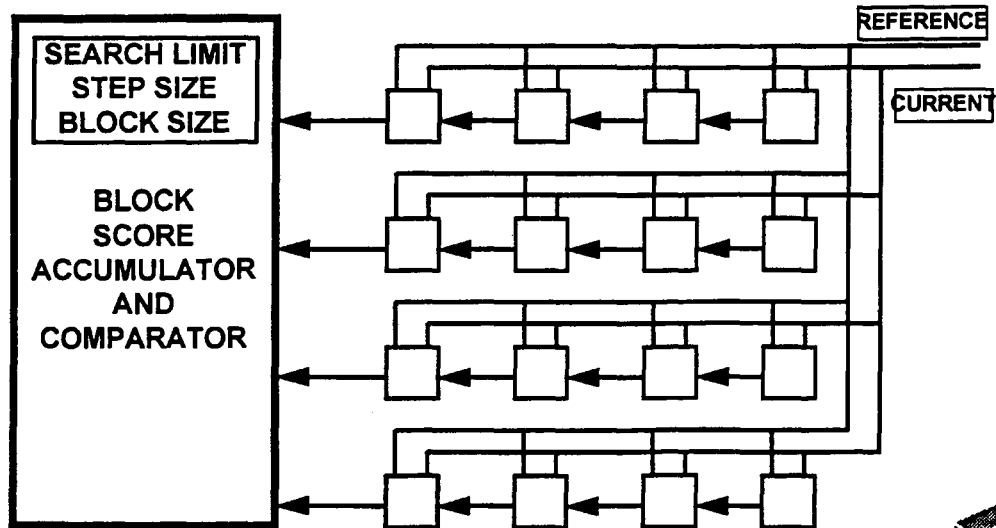 REFERENCE
CURRENT
SEARCH LIMIT
STEP SIZE
BLOCK SIZE
BLOCK
SCORE
ACCUMULATOR
AND
COMPARATOR